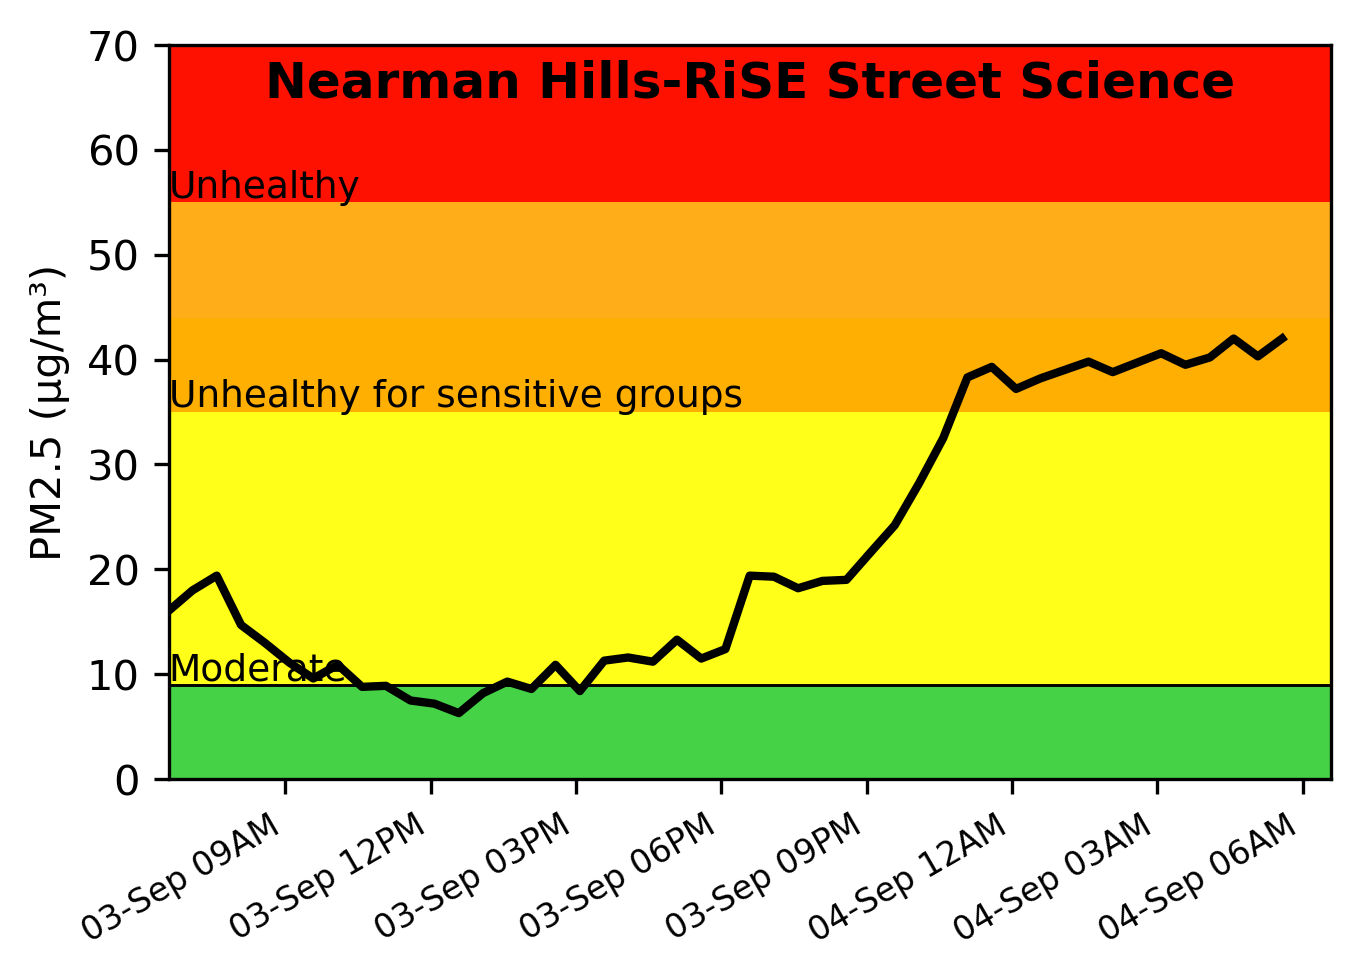 Nearman Hills-RiSE Street Science
PM2.5 (µg/m³)
70
60
50
40
30
20
10
0
Unhealthy
Unhealthy for sensitive groups
Moderate
03-Sep 09AM
03-Sep 12PM
03-Sep 03PM
03-Sep 06PM
03-Sep 09PM
04-Sep 12AM
04-Sep 03AM
04-Sep 06AM